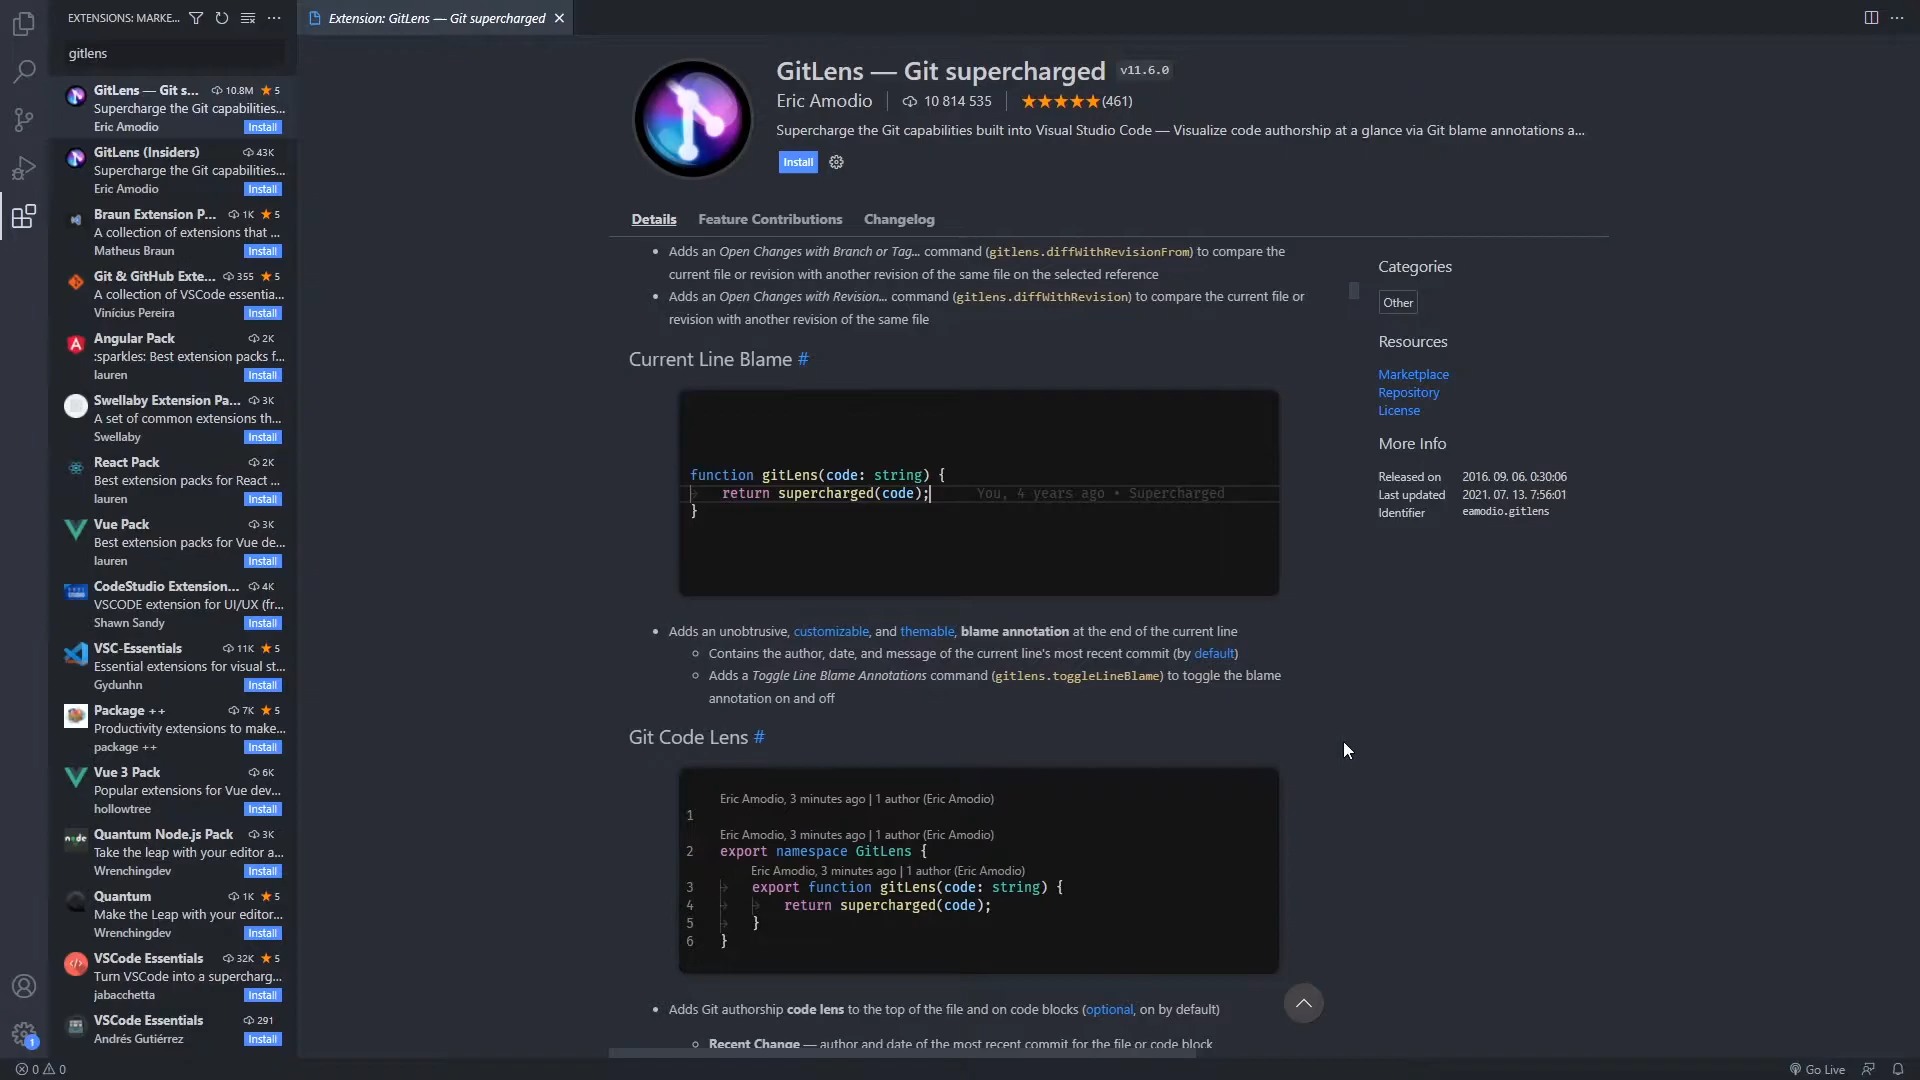 EXTENSIONS: MARKE...
gitlens
GitLens — Git s... 10.8M ★ 5
Supercharge the Git capabilities...
Eric Amodio Install
GitLens (Insiders) 43K
Supercharge the Git capabilities...
Eric Amodio Install
Braun Extension P... 1K ★ 5
A collection of extensions that ...
Matheus Braun Install
Git & GitHub Exte... 355 ★ 5
A collection of VSCode essentia...
Vinícius Pereira Install
Angular Pack 2K
:sparkles: Best extension packs f...
lauren Install
Swellaby Extension Pa... 3K
A set of common extensions th...
Swellaby Install
React Pack 2K
Best extension packs for React ...
lauren Install
Vue Pack 3K
Best extension packs for Vue de...
lauren Install
CodeStudio Extension... 4K
VSCODE extension for UI/UX (fr...
Shawn Sandy Install
VSC-Essentials 11K ★ 5
Essential extensions for visual st...
Gydunhn Install
Package ++ 7K ★ 5
Productivity extensions to make...
package ++ Install
Vue 3 Pack 6K
Popular extensions for Vue dev...
hollowtree Install
Quantum Node.js Pack 3K
Take the leap with your editor a...
Wrenchingdev Install
Quantum 1K ★ 5
Make the Leap with your editor...
Wrenchingdev Install
VSCode Essentials 32K ★ 5
Turn VSCode into a supercharg...
jabacchetta Install
VSCode Essentials 291
Andrés Gutiérrez Install
Extension: GitLens — Git supercharged
GitLens — Git supercharged v11.6.0
Eric Amodio 10 814 535 ★★★★★(461)
Supercharge the Git capabilities built into Visual Studio Code — Visualize code authorship at a glance via Git blame annotations a...
Install
Details Feature Contributions Changelog
• Adds an Open Changes with Branch or Tag... command (gitlens.diffWithRevisionFrom) to compare the
current file or revision with another revision of the same file on the selected reference
• Adds an Open Changes with Revision... command (gitlens.diffWithRevision) to compare the current file or
revision with another revision of the same file
Current Line Blame #
function gitLens(code: string) {
return supercharged(code); You, 4 years ago • Supercharged
}
• Adds an unobtrusive, customizable, and themable, blame annotation at the end of the current line
Contains the author, date, and message of the current line's most recent commit (by default)
Adds a Toggle Line Blame Annotations command (gitlens.toggleLineBlame) to toggle the blame
annotation on and off
Git Code Lens #
Eric Amodio, 3 minutes ago | 1 author (Eric Amodio)
1
Eric Amodio, 3 minutes ago | 1 author (Eric Amodio)
2 export namespace GitLens {
Eric Amodio, 3 minutes ago | 1 author (Eric Amodio)
3 export function gitLens(code: string) {
4 return supercharged(code);
5 }
6 }
• Adds Git authorship code lens to the top of the file and on code blocks (optional, on by default)
Recent Change — author and date of the most recent commit for the file or code block
Categories
Other
Resources
Marketplace
Repository
License
More Info
Released on 2016. 09. 06. 0:30:06
Last updated 2021. 07. 13. 7:56:01
Identifier eamodio.gitlens
1
0 0
Go Live